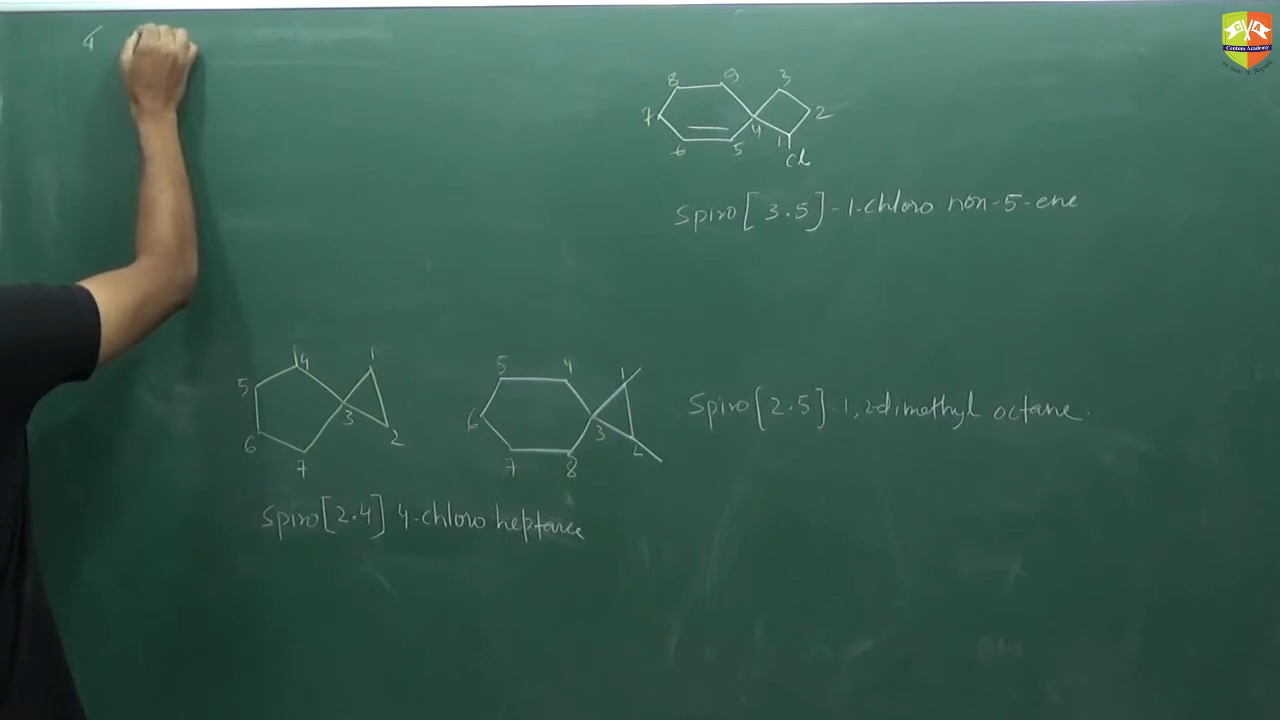 4
8 9 3
7 2
4
6 5 1
Cl
Spiro[3.5]-1-chloro non-5-ene
4 1
5
3
2
6
7
5 4 1
6
3
2
7 8
Spiro[2.5]-1,2dimethyl octane.
Spiro[2.4] 4-chloro heptane
Centum Academy